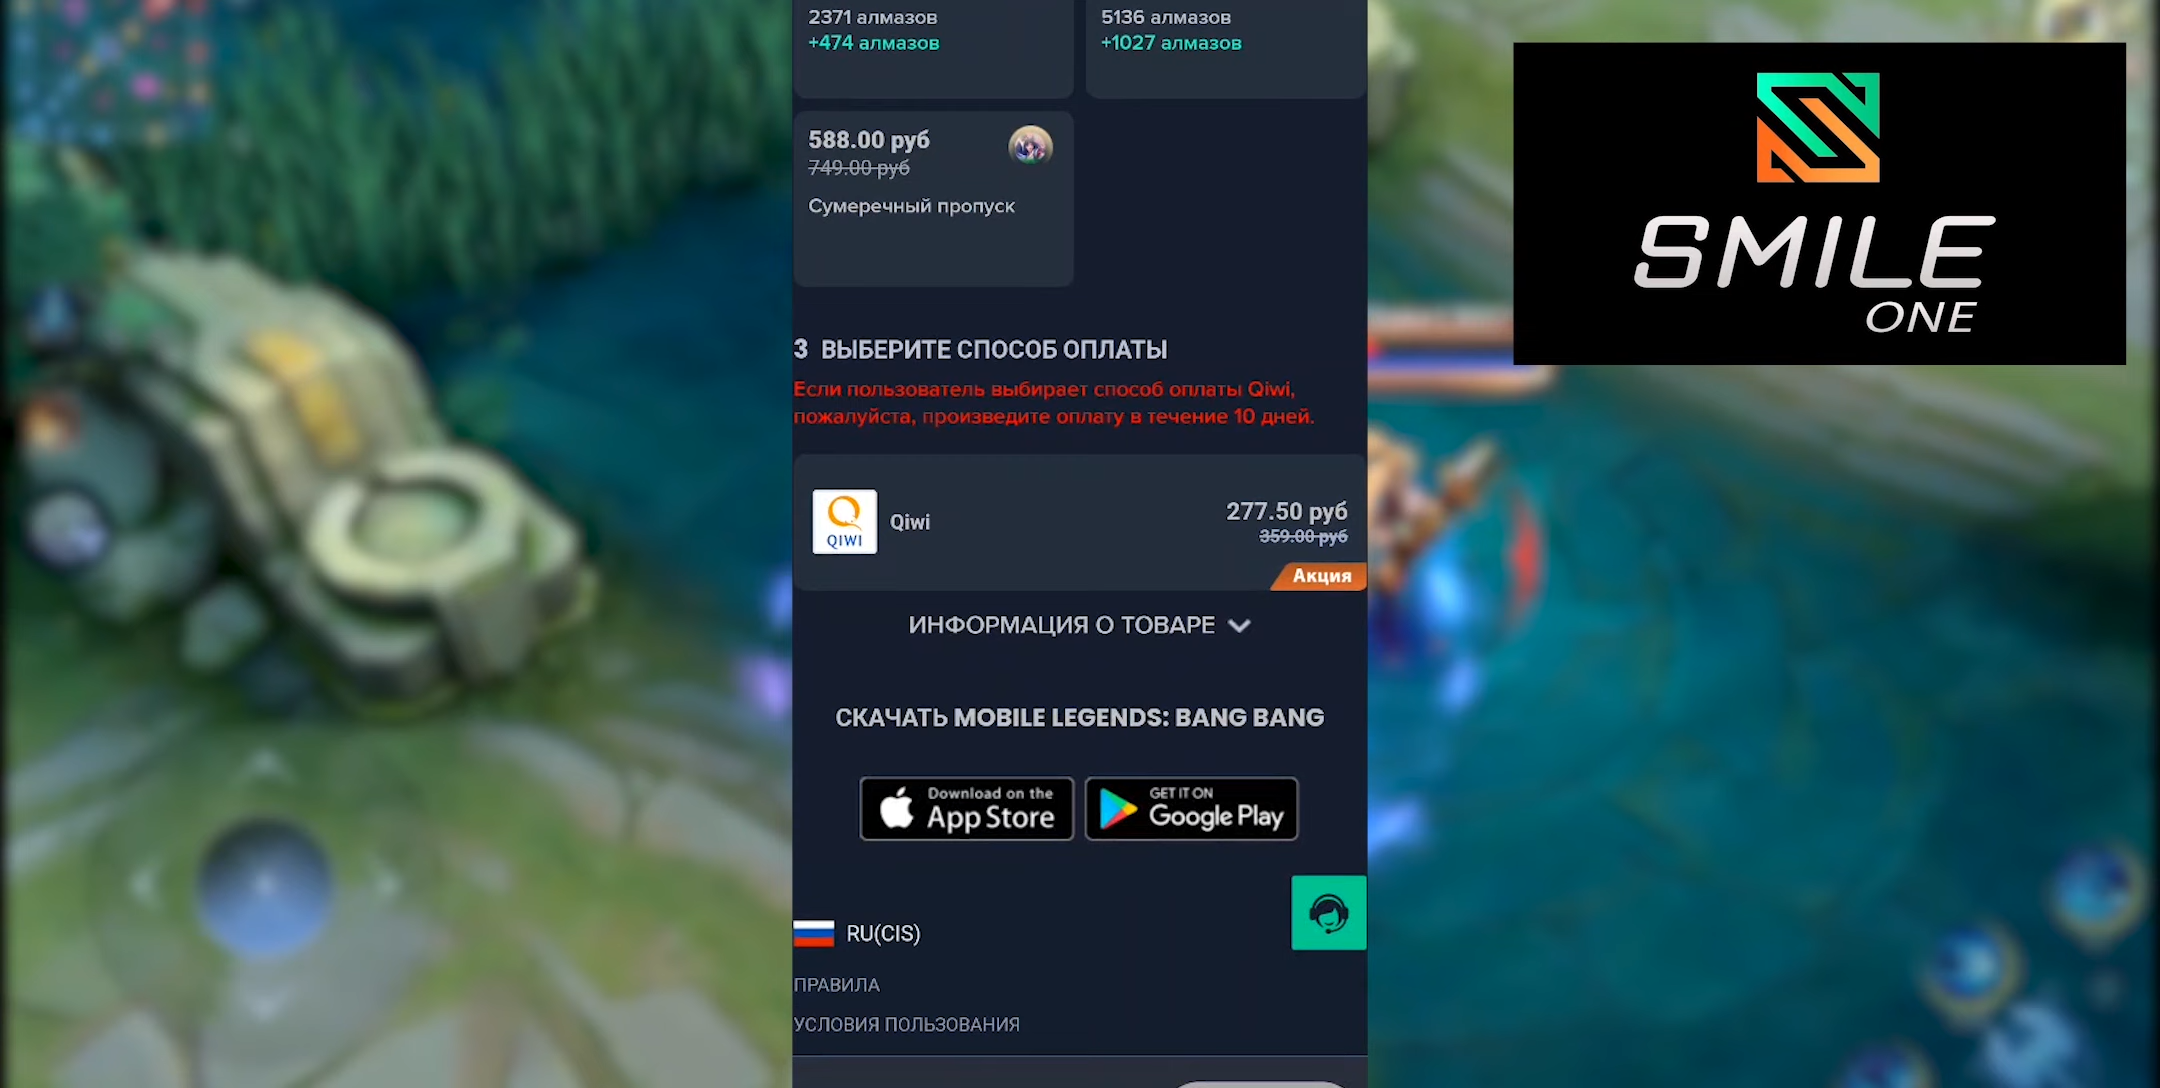 2371 алмазов
+474 алмазов
5136 алмазов
+1027 алмазов
588.00 руб
749.00 руб
Сумеречный пропуск
3 ВЫБЕРИТЕ СПОСОБ ОПЛАТЫ
Если пользователь выбирает способ оплаты Qiwi,
пожалуйста, произведите оплату в течение 10 дней.
QIWI
Qiwi
277.50 руб
359.00 руб
Акция
ИНФОРМАЦИЯ О ТОВАРЕ
СКАЧАТЬ MOBILE LEGENDS: BANG BANG
Download on the
App Store
GET IT ON
Google Play
RU(CIS)
ПРАВИЛА
УСЛОВИЯ ПОЛЬЗОВАНИЯ
SMILE
ONE